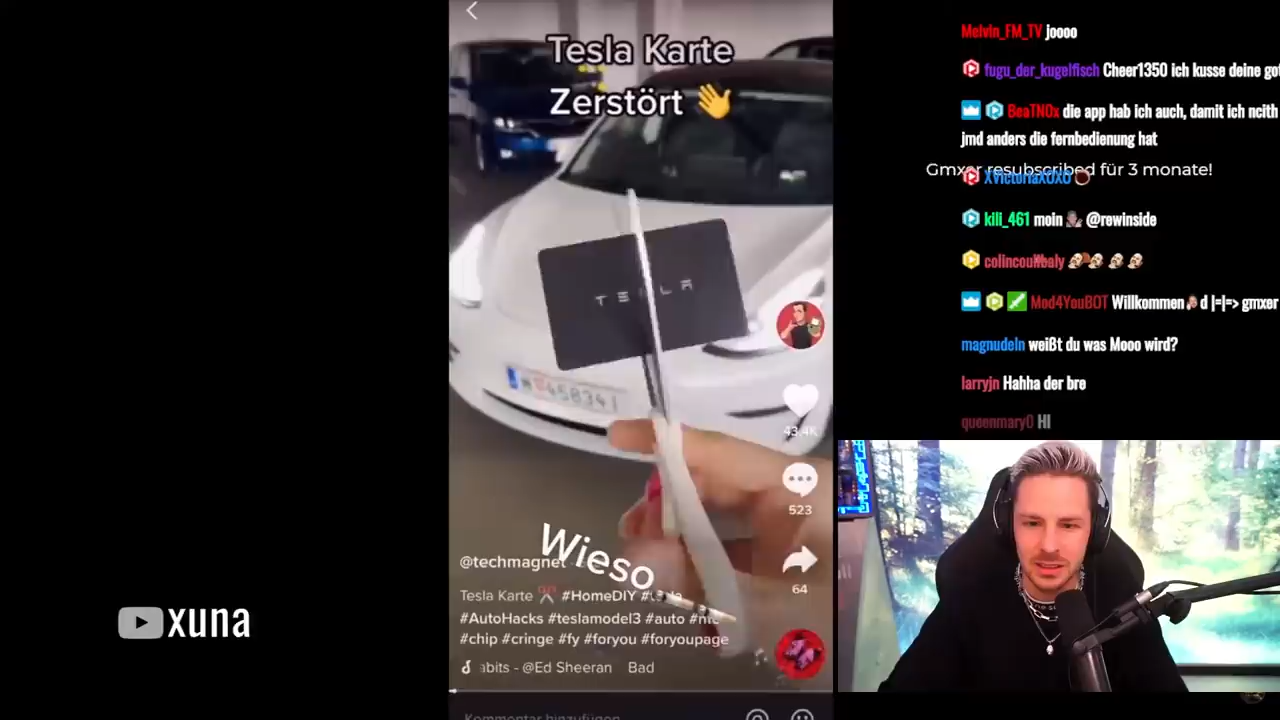 Tesla Karte
Zerstört 👋
TESLA
43.4K
523
64
Wieso
@techmagnet
Tesla Karte ✂️ #HomeDIY
#AutoHacks #teslamodel3 #auto
#chip #cringe #fy #foryou #foryoupage
abits - @Ed Sheeran Bad
Kommentar hinzufügen
xuna
Melvin_FM_TV joooo
fugu_der_kugelfisch Cheer1350 ich kusse deine
BeaTN0x die app hab ich auch, damit ich ncith
jmd anders die fernbedienung hat
Gmxer resubscribed für 3 monate!
XVictoriaXOXO
kili_461 moin @rewinside
Mod4YouBOT Willkommen d |=|=> gmxer
magnudeln weißt du was Mooo wird?
larryjn Hahha der bre
queenmary0 HI